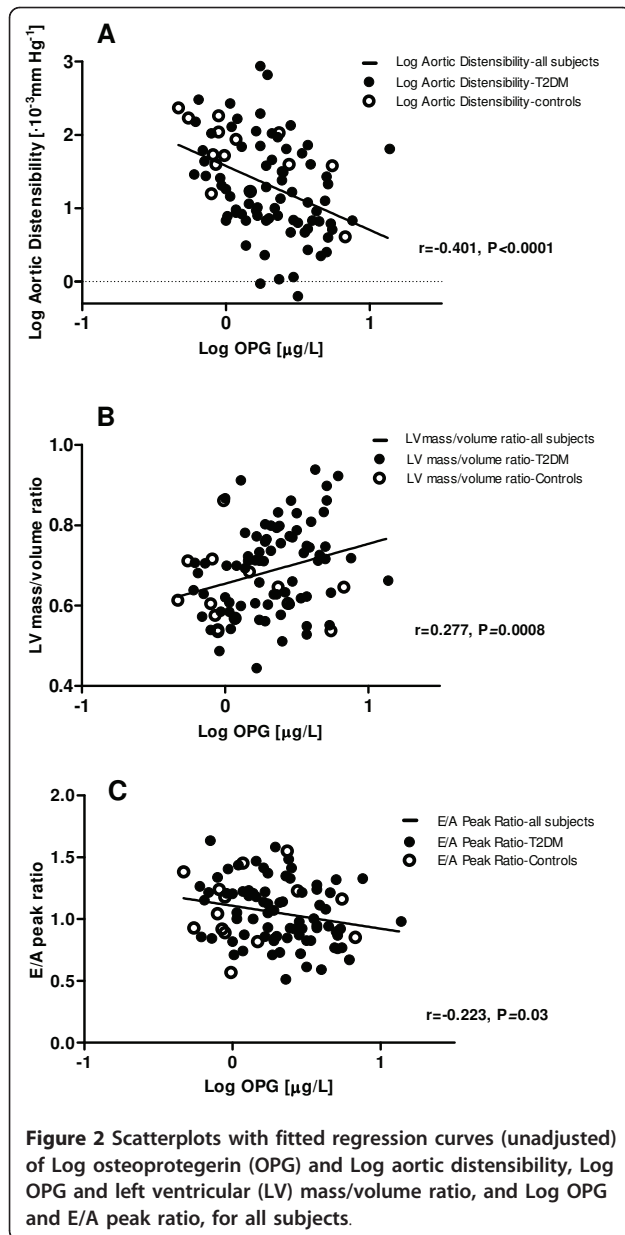 A
Log Aortic Distensibility-all subjects
Log Aortic Distensibility-T2DM
Log Aortic Distensibility-controls
Log Aortic Distensibility [·10⁻³mm Hg⁻¹]
3
2
1
0
r=-0.401, P<0.0001
-1 0 1
Log OPG [µg/L]
B
LVmass/volume ratio-all subjects
LV mass/volume ratio-T2DM
LV mass/volume ratio-Controls
LV mass/volume ratio
1.0
0.8
0.6
0.4
r=0.277, P=0.0008
-1 0 1
Log OPG [µg/L]
C
E/A Peak Ratio-all subjects
E/A Peak Ratio-T2DM
E/A Peak Ratio-Controls
E/A peak ratio
2.0
1.5
1.0
0.5
0.0
r=-0.223, P=0.03
-1 0 1
Log OPG [µg/L]
Figure 2 Scatterplots with fitted regression curves (unadjusted)
of Log osteoprotegerin (OPG) and Log aortic distensibility, Log
OPG and left ventricular (LV) mass/volume ratio, and Log OPG
and E/A peak ratio, for all subjects.